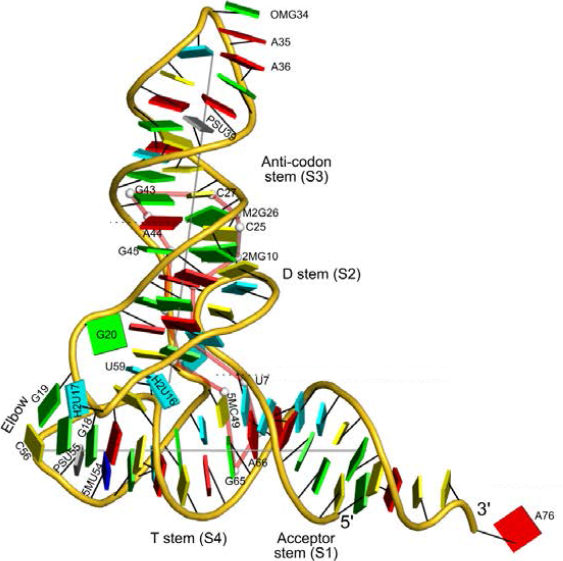 OMG34
A35
A36
PSU39
Anti-codon
stem (S3)
G43
C27
M2G26
C25
A44
G45
2MG10
D stem (S2)
G20
U59
H2U16
U7
G19
H2U17
5MC49
Elbow
G18
C56
PSU55
5MU54
A66
G65
5'
3'
A76
T stem (S4)
Acceptor
stem (S1)